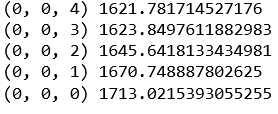 (0, 0, 4) 1621.781714527176
(0, 0, 3) 1623.8497611882983
(0, 0, 2) 1645.6418133434981
(0, 0, 1) 1670.748887802625
(0, 0, 0) 1713.0215393055255